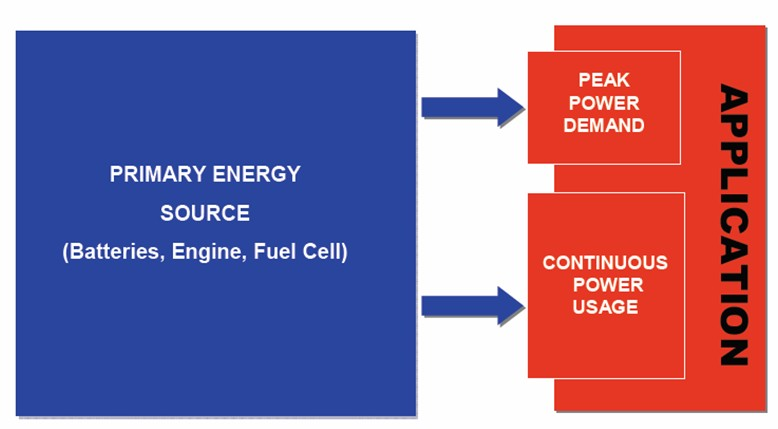 PRIMARY ENERGY
SOURCE
(Batteries, Engine, Fuel Cell)
PEAK
POWER
DEMAND
CONTINUOUS
POWER
USAGE
APPLICATION